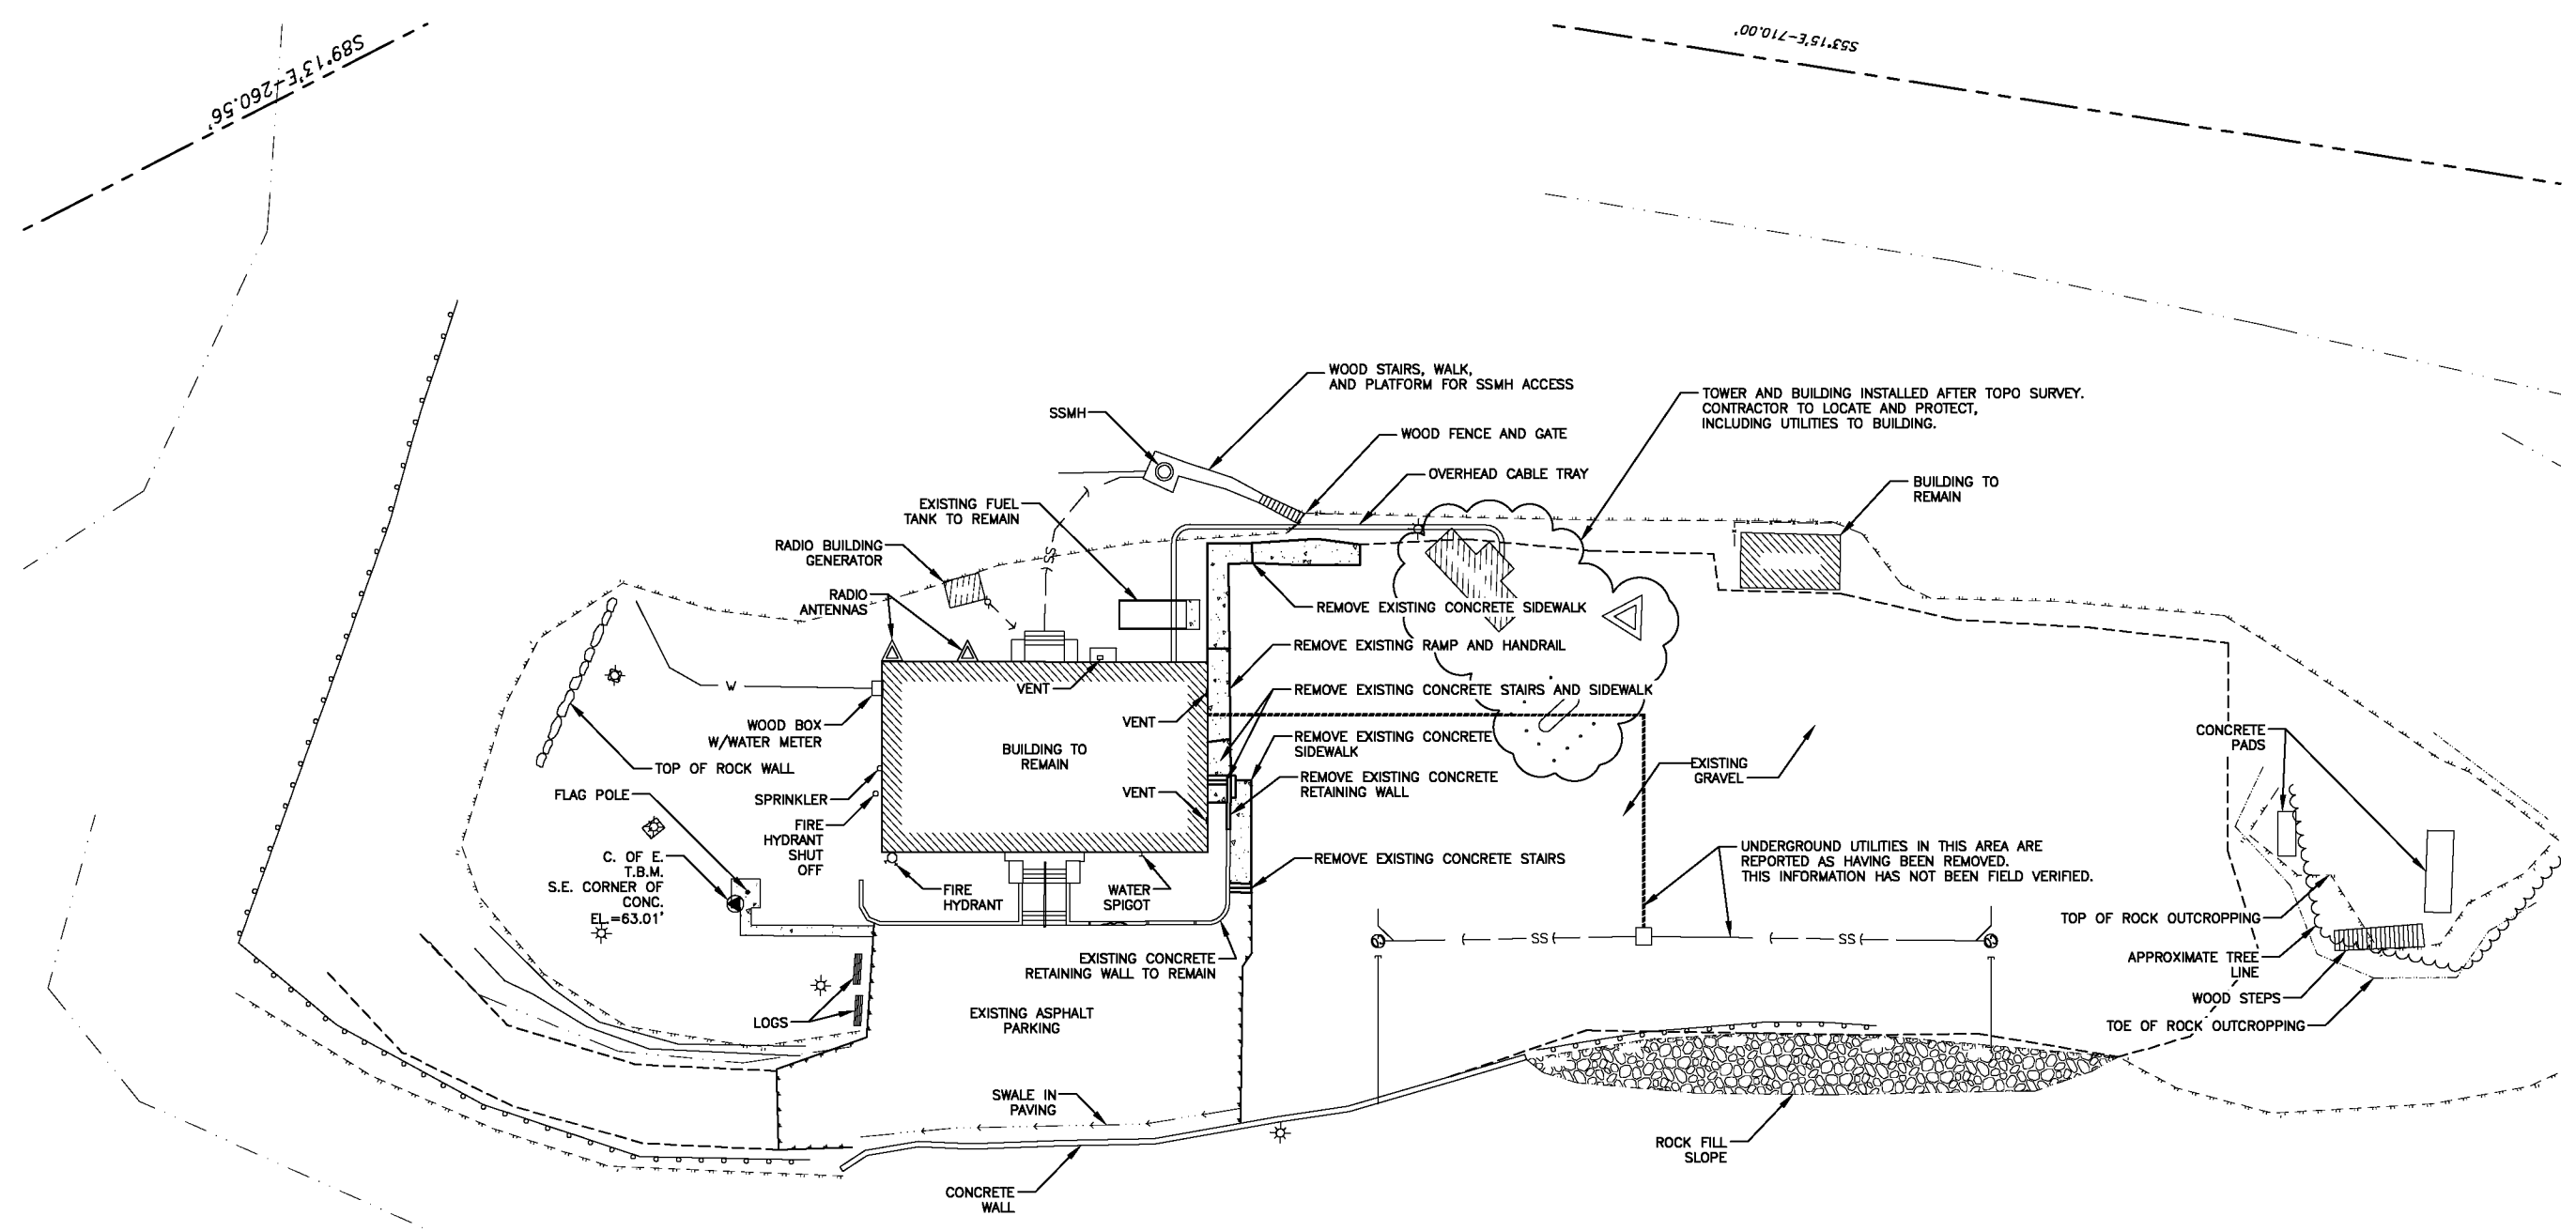 S89°13'E-260.56'
S53°15'E-710.00'
WOOD STAIRS, WALK,
AND PLATFORM FOR SSMH ACCESS
TOWER AND BUILDING INSTALLED AFTER TOPO SURVEY.
CONTRACTOR TO LOCATE AND PROTECT,
INCLUDING UTILITIES TO BUILDING.
SSMH
WOOD FENCE AND GATE
OVERHEAD CABLE TRAY
BUILDING TO
REMAIN
EXISTING FUEL
TANK TO REMAIN
RADIO BUILDING
GENERATOR
SS
RADIO
ANTENNAS
REMOVE EXISTING CONCRETE SIDEWALK
REMOVE EXISTING RAMP AND HANDRAIL
W
VENT
REMOVE EXISTING CONCRETE STAIRS AND SIDEWALK
WOOD BOX
W/WATER METER
VENT
REMOVE EXISTING CONCRETE
SIDEWALK
CONCRETE
PADS
BUILDING TO
REMAIN
TOP OF ROCK WALL
EXISTING
GRAVEL
REMOVE EXISTING CONCRETE
RETAINING WALL
FLAG POLE
SPRINKLER
VENT
FIRE
HYDRANT
SHUT
OFF
UNDERGROUND UTILITIES IN THIS AREA ARE
REPORTED AS HAVING BEEN REMOVED.
THIS INFORMATION HAS NOT BEEN FIELD VERIFIED.
C. OF E.
T.B.M.
S.E. CORNER OF
CONC.
EL.=63.01'
REMOVE EXISTING CONCRETE STAIRS
FIRE
HYDRANT
WATER
SPIGOT
TOP OF ROCK OUTCROPPING
SS
SS
EXISTING CONCRETE
RETAINING WALL TO REMAIN
APPROXIMATE TREE
LINE
WOOD STEPS
EXISTING ASPHALT
PARKING
LOGS
TOE OF ROCK OUTCROPPING
SWALE IN
PAVING
ROCK FILL
SLOPE
CONCRETE
WALL